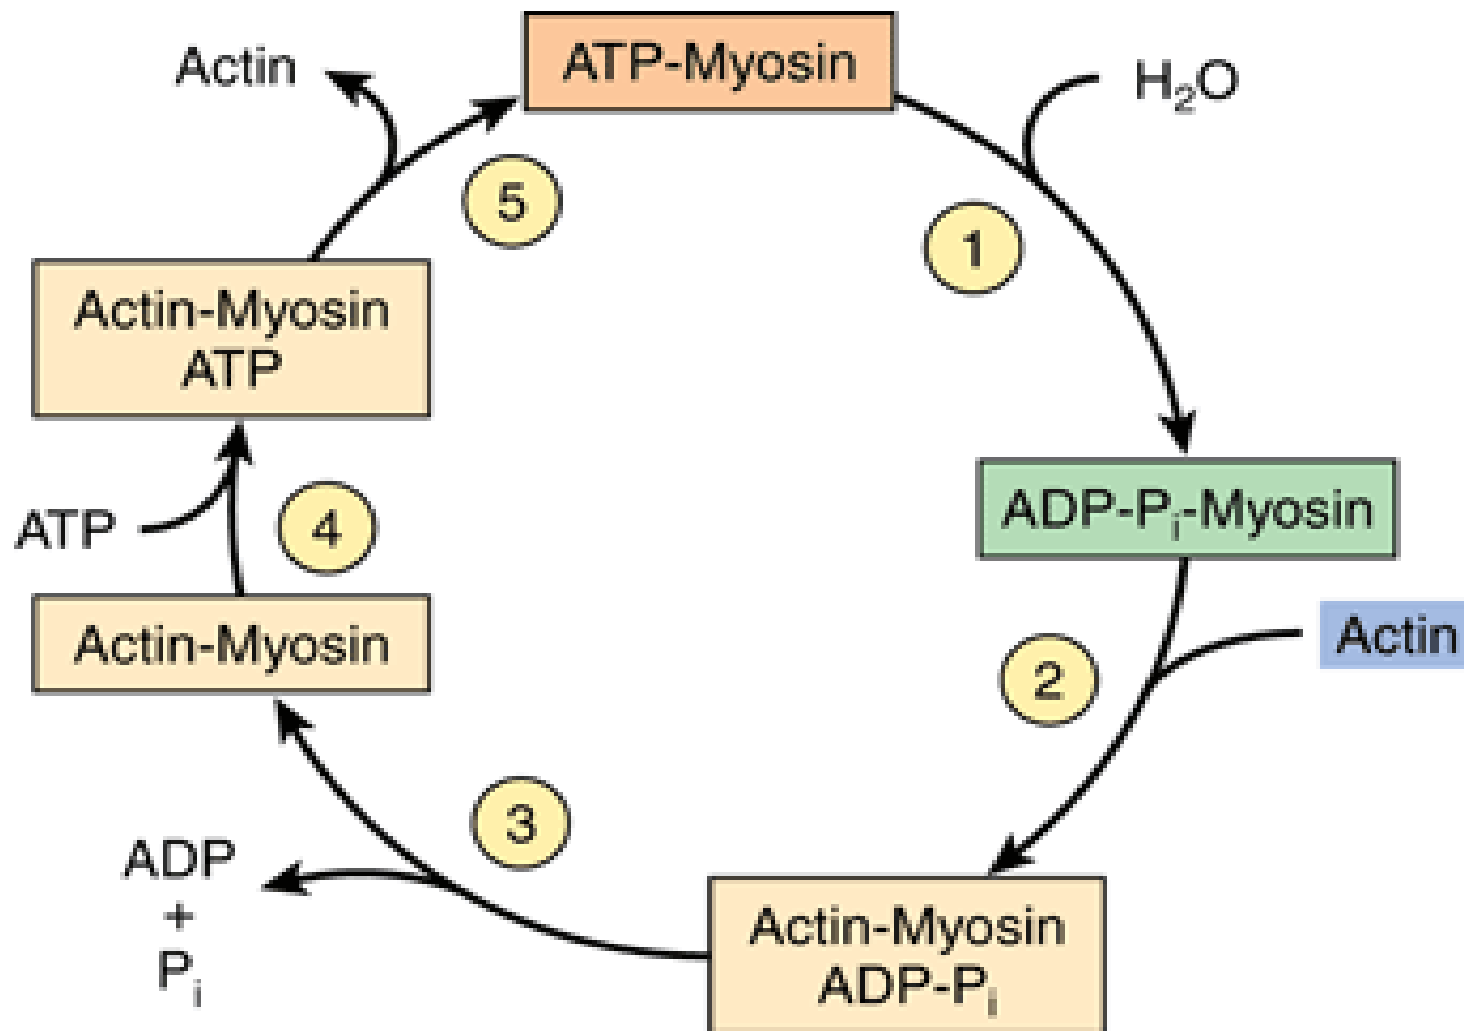 Actin
ATP-Myosin
H₂O
5
1
Actin-Myosin
ATP
ATP
4
ADP-Pᵢ-Myosin
Actin-Myosin
Actin
2
3
ADP
+
Pᵢ
Actin-Myosin
ADP-Pᵢ